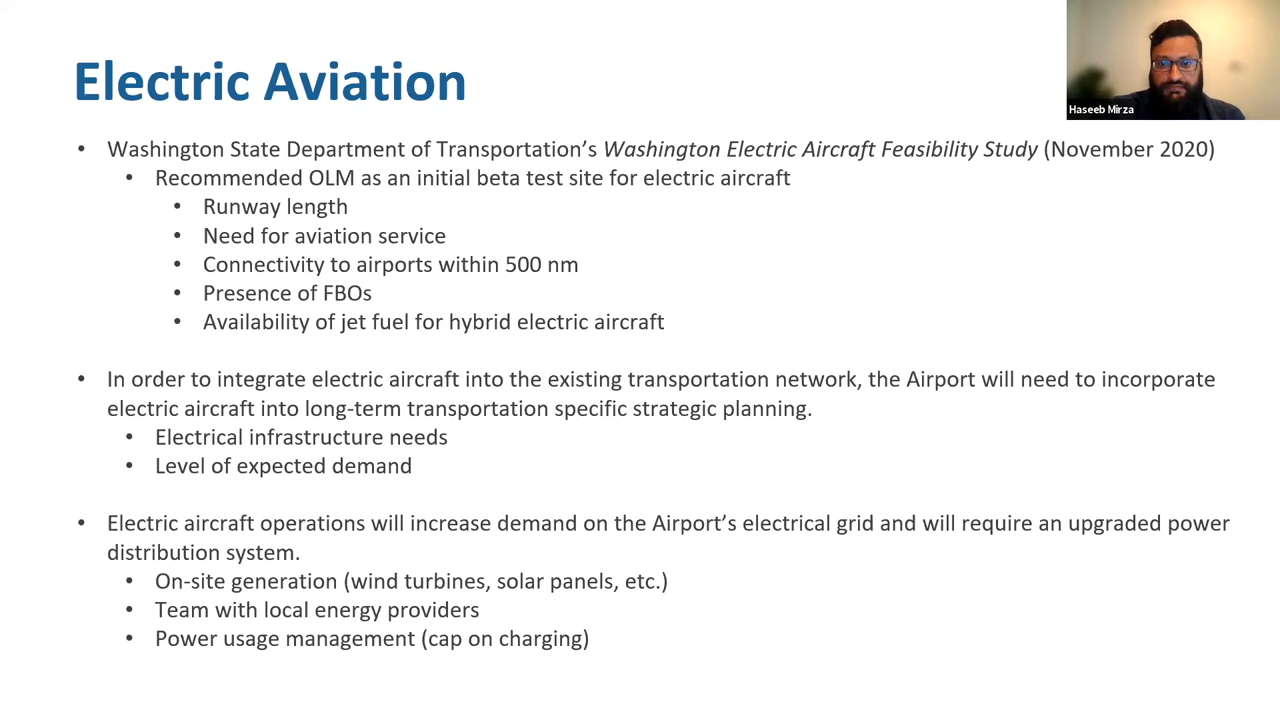 Electric Aviation
Haseeb Mirza
• Washington State Department of Transportation’s Washington Electric Aircraft Feasibility Study (November 2020)
• Recommended OLM as an initial beta test site for electric aircraft
• Runway length
• Need for aviation service
• Connectivity to airports within 500 nm
• Presence of FBOs
• Availability of jet fuel for hybrid electric aircraft
• In order to integrate electric aircraft into the existing transportation network, the Airport will need to incorporate
electric aircraft into long-term transportation specific strategic planning.
• Electrical infrastructure needs
• Level of expected demand
• Electric aircraft operations will increase demand on the Airport’s electrical grid and will require an upgraded power
distribution system.
• On-site generation (wind turbines, solar panels, etc.)
• Team with local energy providers
• Power usage management (cap on charging)